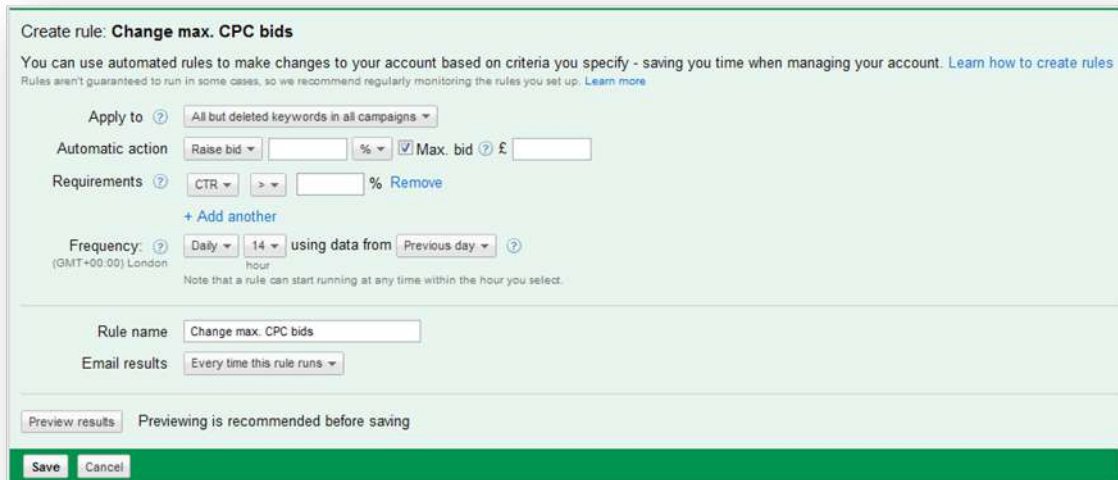 Create rule: Change max. CPC bids
You can use automated rules to make changes to your account based on criteria you specify - saving you time when managing your account. Learn how to create rules
Rules aren't guaranteed to run in some cases, so we recommend regularly monitoring the rules you set up. Learn more
Apply to ? All but deleted keywords in all campaigns
Automatic action Raise bid % Max. bid ? £
Requirements ? CTR > % Remove
+ Add another
Frequency: ? Daily 14 using data from Previous day ?
(GMT+00:00) London hour
Note that a rule can start running at any time within the hour you select.
Rule name Change max. CPC bids
Email results Every time this rule runs
Preview results Previewing is recommended before saving
Save Cancel